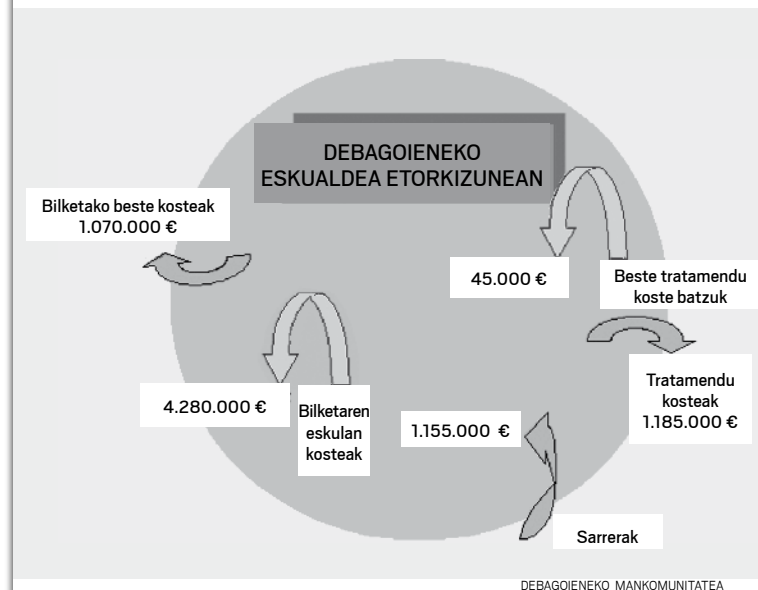 DEBAGOIENEKO
ESKUALDEA ETORKIZUNEAN
Bilketako beste kosteak
1.070.000 €
45.000 €
Beste tratamendu
koste batzuk
4.280.000 €
Bilketaren
eskulan
kosteak
1.155.000 €
Tratamendu
kosteak
1.185.000 €
Sarrerak
DEBAGOIENEKO MANKOMUNITATEA